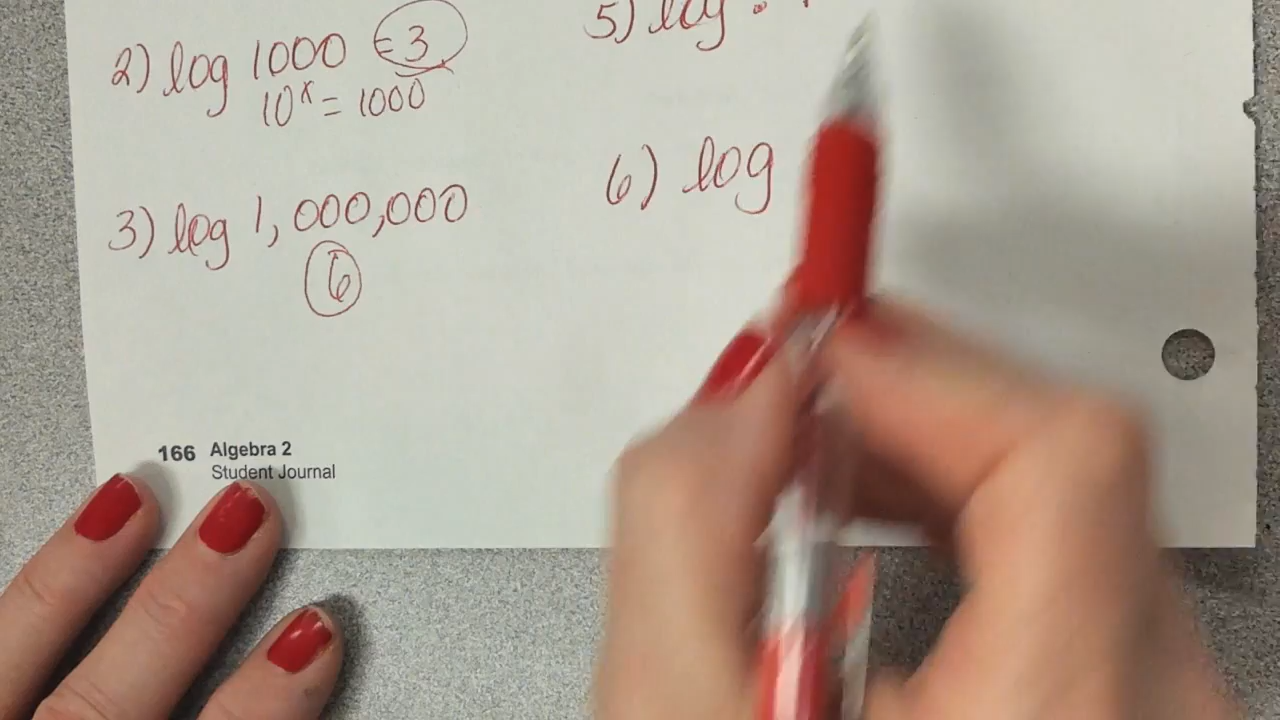 2) log 1000 = 3
10ˣ = 1000
3) log 1,000,000
6
5) log
6) log
166 Algebra 2
Student Journal